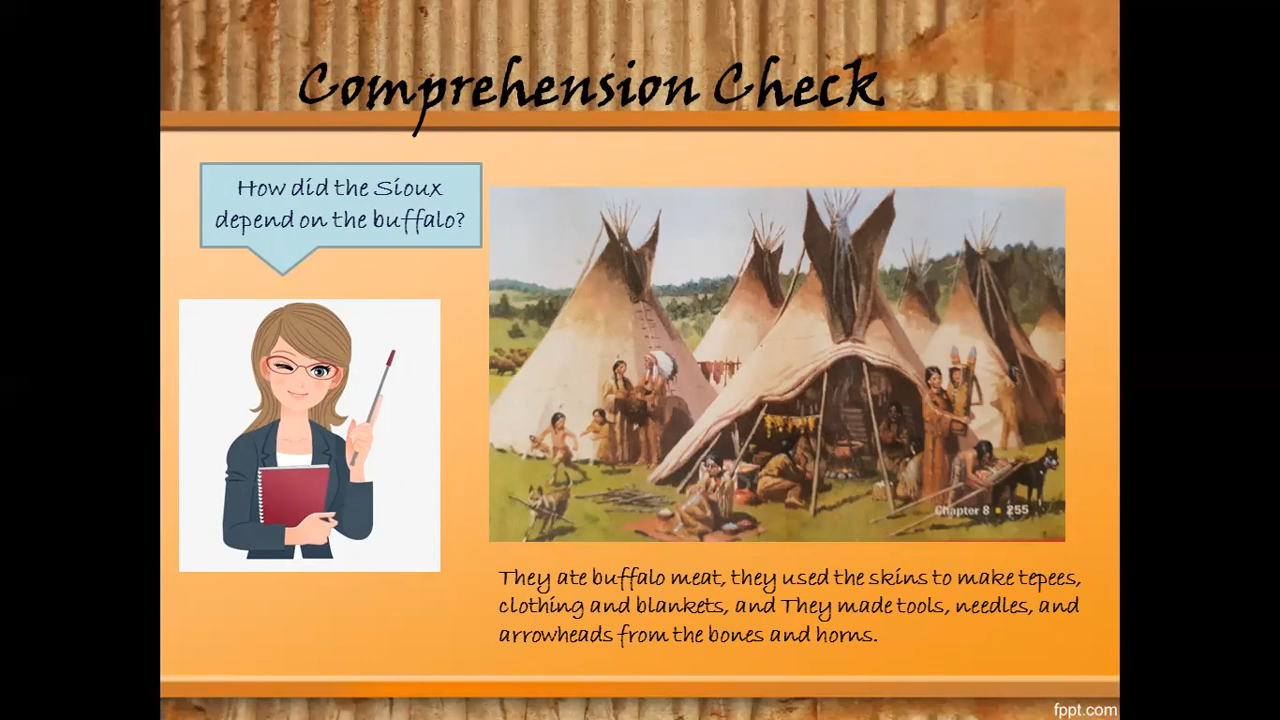 Comprehension Check
How did the Sioux
depend on the buffalo?
Chapter 8 ▪ 255
They ate buffalo meat, they used the skins to make tepees,
clothing and blankets, and They made tools, needles, and
arrowheads from the bones and horns.
fppt.com